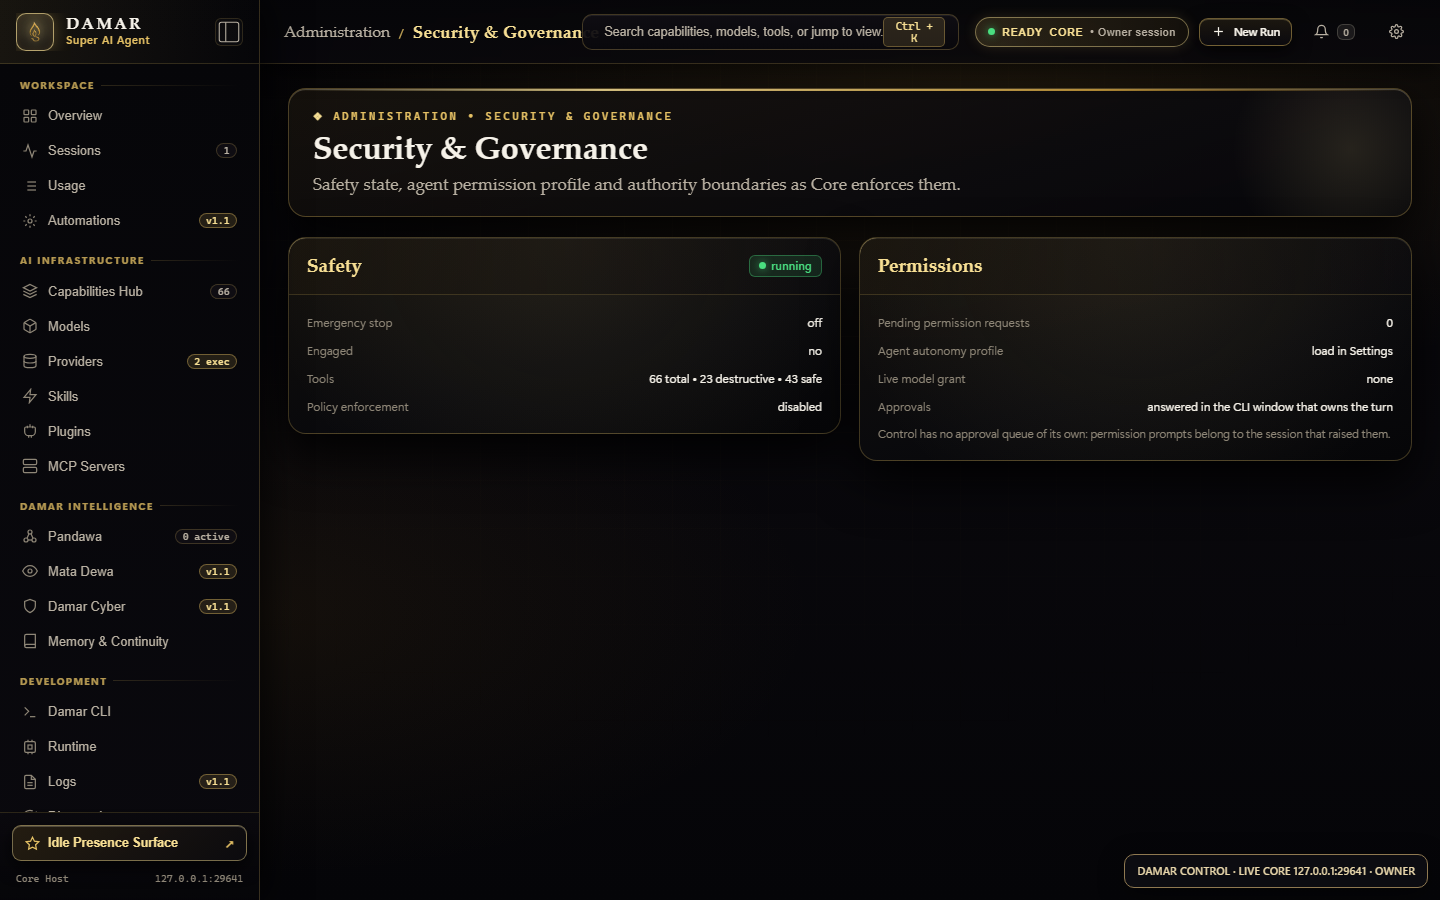 DAMAR
Super AI Agent
WORKSPACE
Overview
Sessions 1
Usage
Automations v1.1
AI INFRASTRUCTURE
Capabilities Hub 66
Models
Providers 2 exec
Skills
Plugins
MCP Servers
DAMAR INTELLIGENCE
Pandawa 0 active
Mata Dewa v1.1
Damar Cyber v1.1
Memory & Continuity
DEVELOPMENT
Damar CLI
Runtime
Logs v1.1
Idle Presence Surface ↗
Core Host 127.0.0.1:29641
Administration / Security & Governan
Search capabilities, models, tools, or jump to view. Ctrl + K
READY CORE • Owner session
+ New Run
0
◆ ADMINISTRATION • SECURITY & GOVERNANCE
Security & Governance
Safety state, agent permission profile and authority boundaries as Core enforces them.
Safety running
Emergency stop off
Engaged no
Tools 66 total • 23 destructive • 43 safe
Policy enforcement disabled
Permissions
Pending permission requests 0
Agent autonomy profile load in Settings
Live model grant none
Approvals answered in the CLI window that owns the turn
Control has no approval queue of its own: permission prompts belong to the session that raised them.
DAMAR CONTROL · LIVE CORE 127.0.0.1:29641 · OWNER